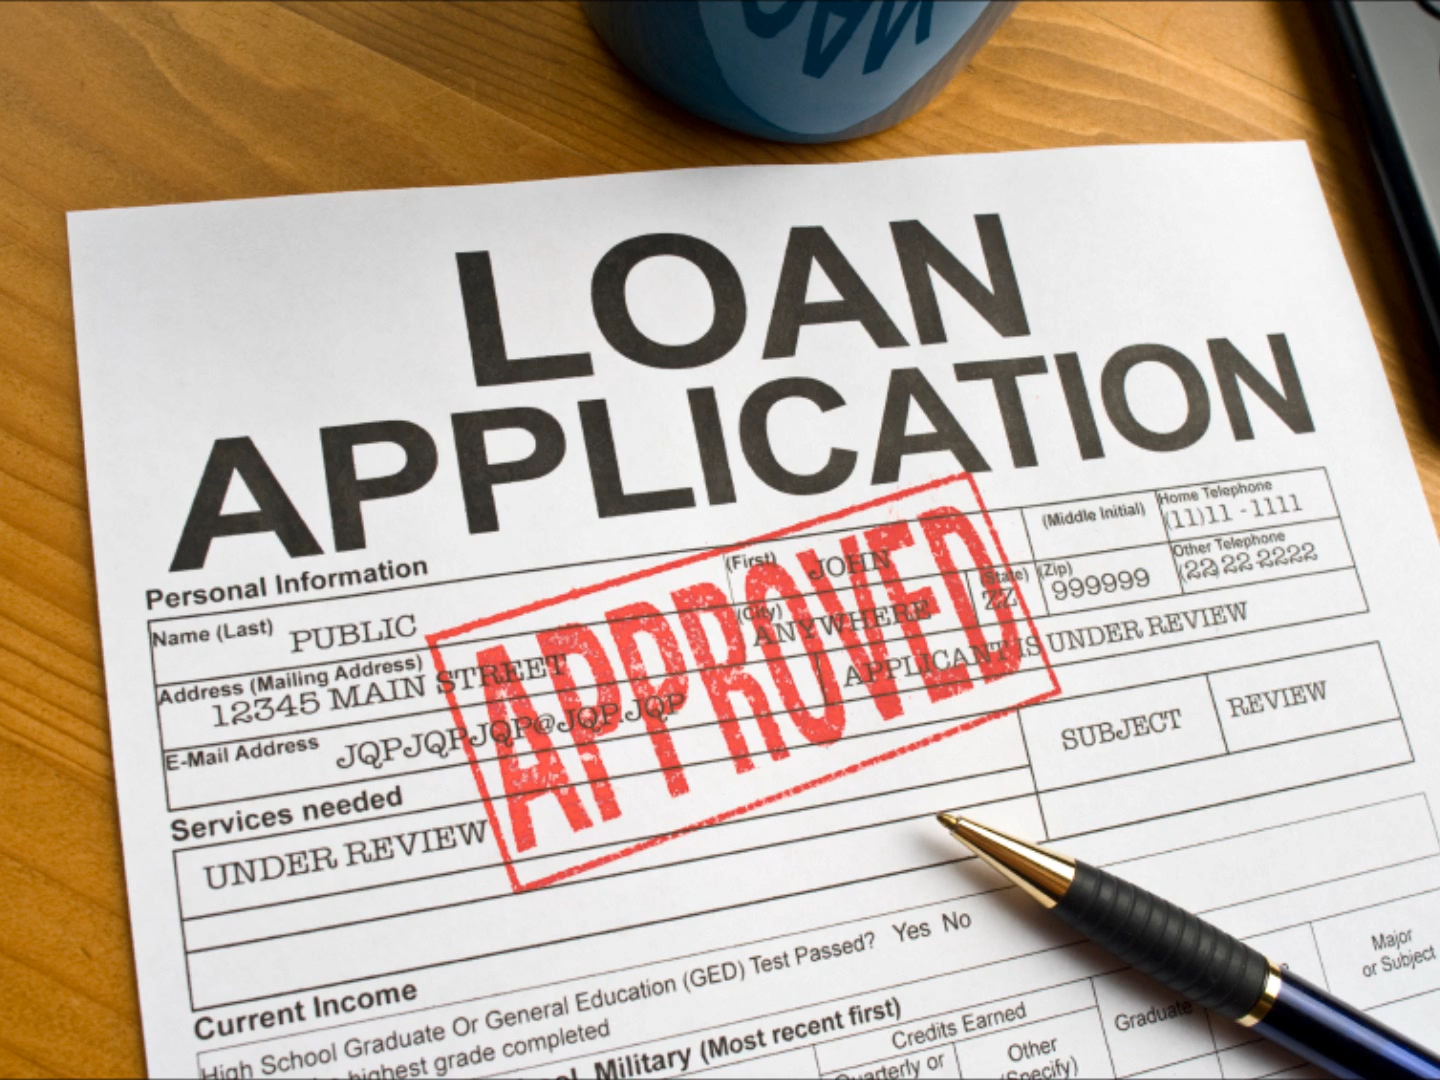 LOAN
APPLICATION
APPROVED
Personal Information
Name (Last) PUBLIC (First) JOHN (Middle Initial) Home Telephone
(11)11 -1111
Address (Mailing Address) (City) (State) (Zip) Other Telephone
12345 MAIN STREET ANYWHERE ZZ 999999 (22)22-2222
E-Mail Address JQPJQPJQP@JQP.JQP APPLICANT IS UNDER REVIEW
Services needed
UNDER REVIEW SUBJECT REVIEW
Current Income
High School Graduate Or General Education (GED) Test Passed? Yes No
highest grade completed
Military (Most recent first)
Credits Earned
Quarterly or
Other
(Specify)
Graduate
Major
or Subject